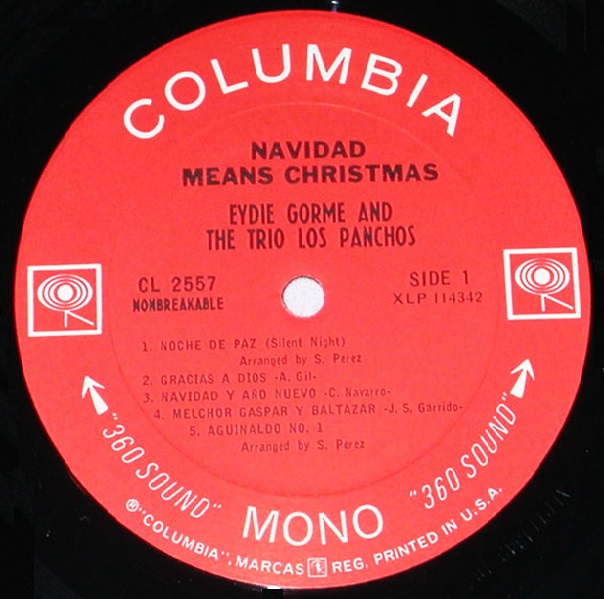 COLUMBIA
NAVIDAD
MEANS CHRISTMAS
EYDIE GORME AND
THE TRIO LOS PANCHOS
CL 2557
NONBREAKABLE
SIDE 1
XLP 114342
1. NOCHE DE PAZ (Silent Night)
Arranged by S. Perez
2. GRACIAS A DIOS -A. Gil-
3. NAVIDAD Y AÑO NUEVO -C. Navarro-
4. MELCHOR GASPAR Y BALTAZAR -J. S. Garrido-
5. AGUINALDO NO. 1
Arranged by S. Perez
"360 SOUND"
MONO
"360 SOUND"
®"COLUMBIA", MARCAS REG. PRINTED IN U.S.A.